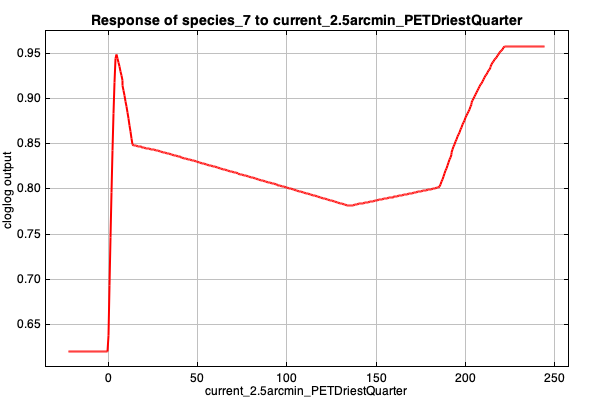 Response of species_7 to current_2.5arcmin_PETDriestQuarter
cloglog output
0.95
0.90
0.85
0.80
0.75
0.70
0.65
0 50 100 150 200 250
current_2.5arcmin_PETDriestQuarter